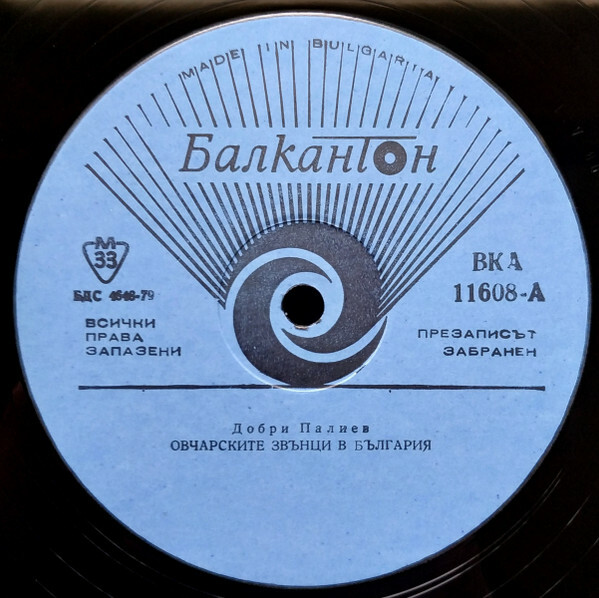 MADE IN BULGARIA
Балкантон
М
33
БДС 4646-79
ВСИЧКИ
ПРАВА
ЗАПАЗЕНИ
ВКА
11608-А
ПРЕЗАПИСЪТ
ЗАБРАНЕН
Добри Палиев
ОВЧАРСКИТЕ ЗВЪНЦИ В БЪЛГАРИЯ